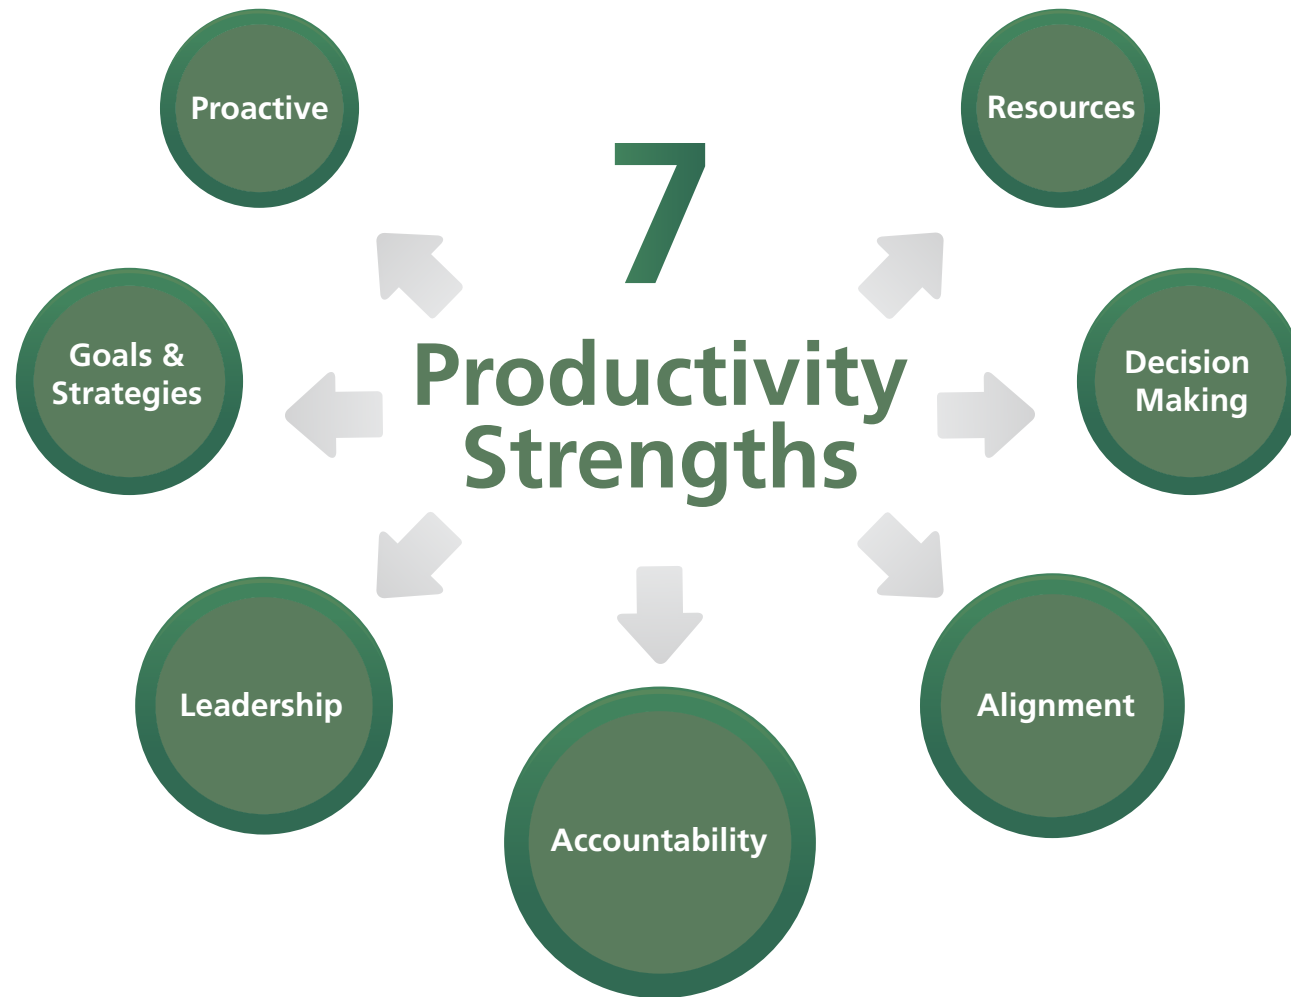 Proactive
Resources
7
Productivity
Strengths
Goals &
Strategies
Decision
Making
Leadership
Alignment
Accountability